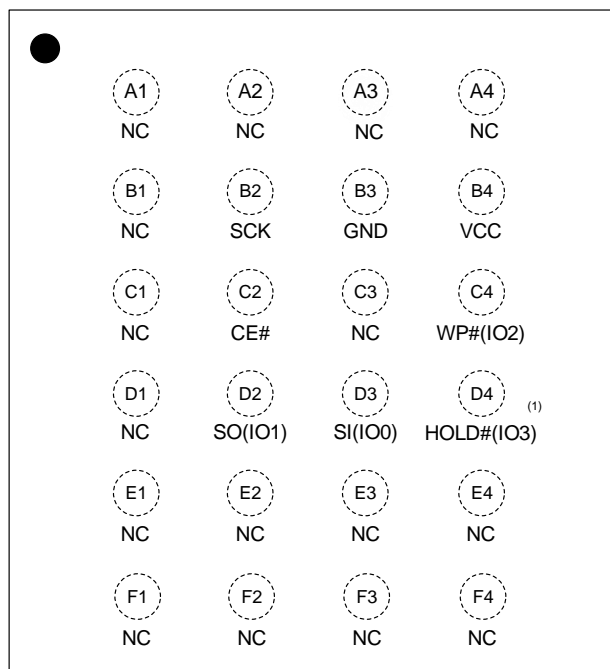 A1 A2 A3 A4
NC NC NC NC
B1 B2 B3 B4
NC SCK GND VCC
C1 C2 C3 C4
NC CE# NC WP#(IO2)
D1 D2 D3 D4 (1)
NC SO(IO1) SI(IO0) HOLD#(IO3)
E1 E2 E3 E4
NC NC NC NC
F1 F2 F3 F4
NC NC NC NC